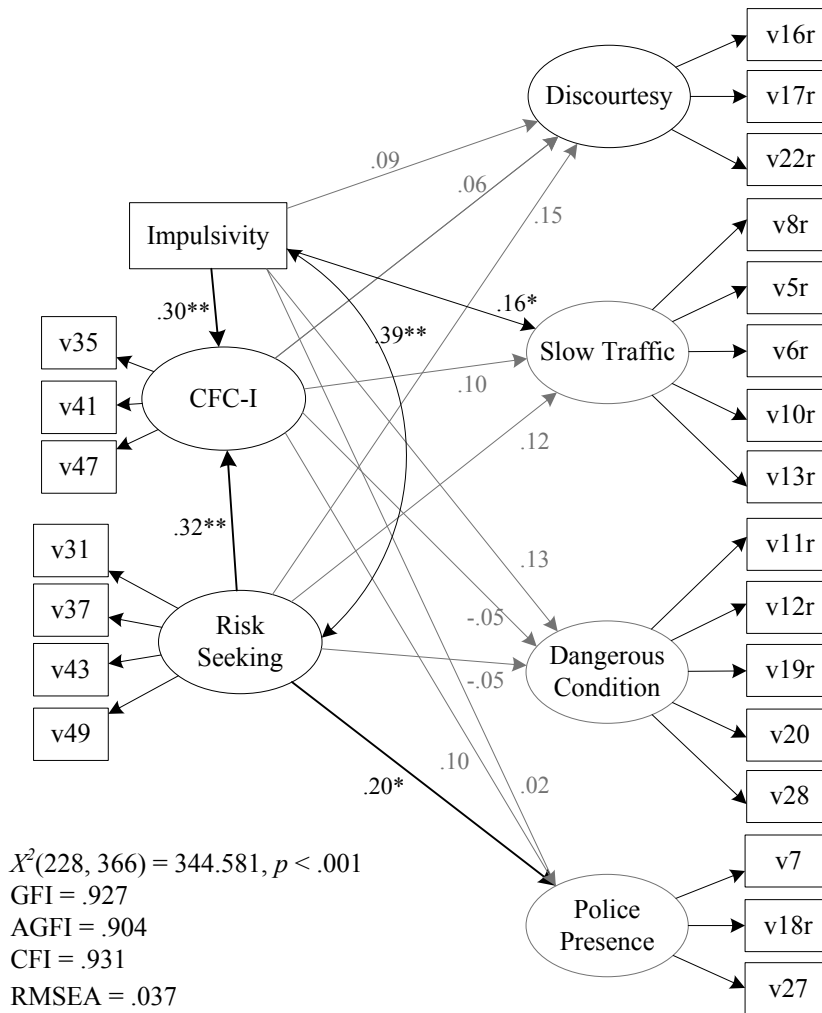 v16r
Discourtesy
v17r
v22r
.09
.06
.15
Impulsivity
v8r
.30**
.39**
.16*
v5r
v35
Slow Traffic
v6r
CFC-I
v41
.10
v10r
v47
.12
v13r
.32**
v31
v11r
v37
.13
v12r
Risk
Seeking
-.05
v43
Dangerous
Condition
v19r
-.05
v49
v20
.10
.02
v28
.20*
X²(228, 366) = 344.581, p < .001
GFI = .927
AGFI = .904
CFI = .931
RMSEA = .037
v7
Police
Presence
v18r
v27